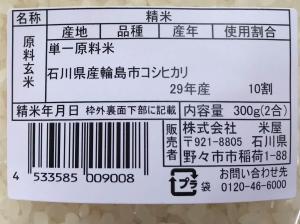 名称 精米
原料玄米 産地 品種 産年 使用割合
単一原料米
石川県産輪島市コシヒカリ
29年産 10割
精米年月日 枠外裏面下部に記載 内容量 300g(2合)
販売者 株式会社 米屋
〒921-8805 石川県
野々市市稲荷1-88
お問い合わせ先
0120-46-6000
プラ 袋
4 533585 009008